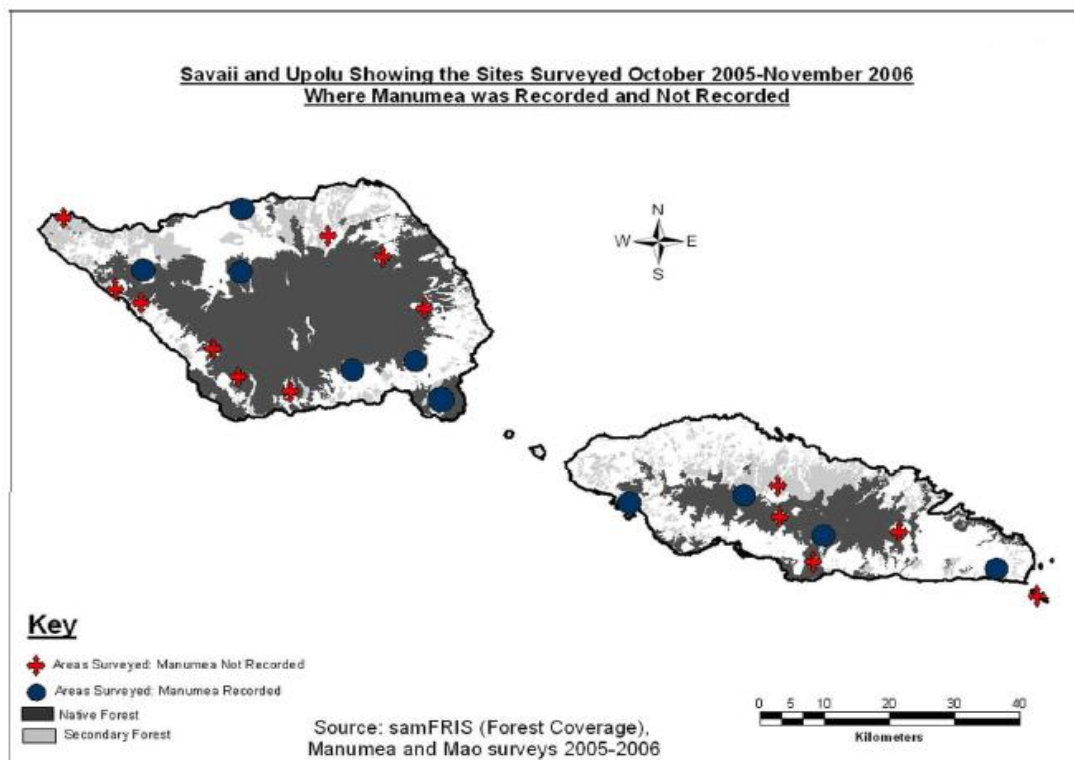 Savaii and Upolu Showing the Sites Surveyed October 2005-November 2006
Where Manumea was Recorded and Not Recorded
N
W E
S
Key
Areas Surveyed: Manumea Not Recorded
Areas Surveyed: Manumea Recorded
Native Forest
Secondary Forest
Source: samFRIS (Forest Coverage),
Manumea and Mao surveys 2005-2006
0 5 10 20 30 40
Kilometers